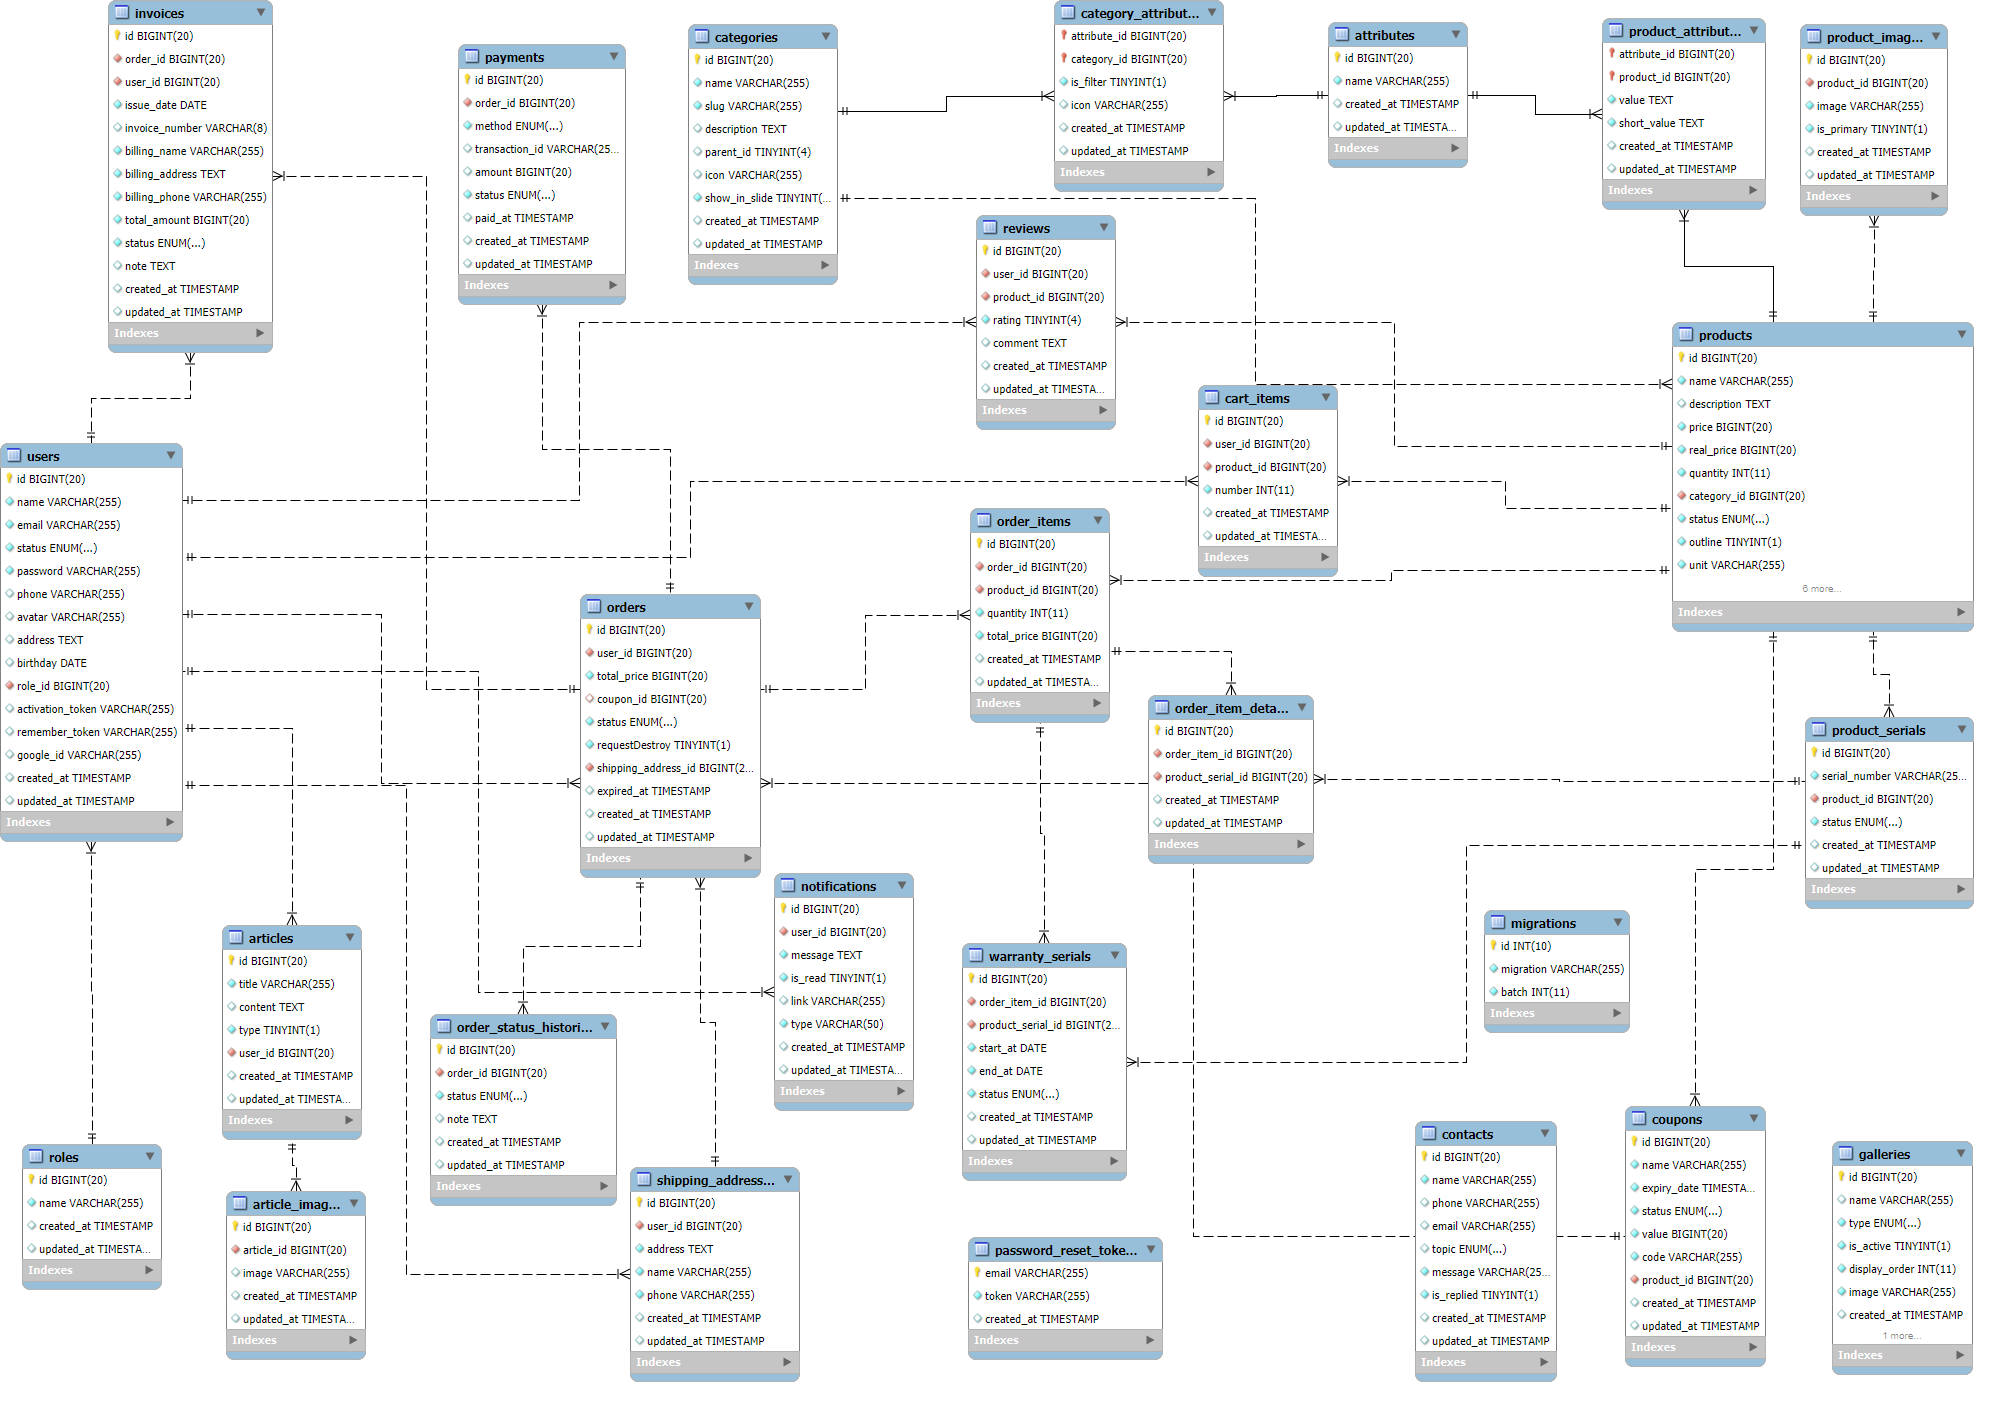 invoices
id BIGINT(20)
order_id BIGINT(20)
user_id BIGINT(20)
issue_date DATE
invoice_number VARCHAR(8)
billing_name VARCHAR(255)
billing_address TEXT
billing_phone VARCHAR(255)
total_amount BIGINT(20)
status ENUM(...)
note TEXT
created_at TIMESTAMP
updated_at TIMESTAMP
Indexes
payments
id BIGINT(20)
order_id BIGINT(20)
method ENUM(...)
transaction_id VARCHAR(25...
amount BIGINT(20)
status ENUM(...)
paid_at TIMESTAMP
created_at TIMESTAMP
updated_at TIMESTAMP
Indexes
categories
id BIGINT(20)
name VARCHAR(255)
slug VARCHAR(255)
description TEXT
parent_id TINYINT(4)
icon VARCHAR(255)
show_in_slide TINYINT(...
created_at TIMESTAMP
updated_at TIMESTAMP
Indexes
category_attribut...
attribute_id BIGINT(20)
category_id BIGINT(20)
is_filter TINYINT(1)
icon VARCHAR(255)
created_at TIMESTAMP
updated_at TIMESTAMP
Indexes
attributes
id BIGINT(20)
name VARCHAR(255)
created_at TIMESTAMP
updated_at TIMESTA...
Indexes
product_attribut...
attribute_id BIGINT(20)
product_id BIGINT(20)
value TEXT
short_value TEXT
created_at TIMESTAMP
updated_at TIMESTAMP
Indexes
product_imag...
id BIGINT(20)
product_id BIGINT(20)
image VARCHAR(255)
is_primary TINYINT(1)
created_at TIMESTAMP
updated_at TIMESTAMP
Indexes
reviews
id BIGINT(20)
user_id BIGINT(20)
product_id BIGINT(20)
rating TINYINT(4)
comment TEXT
created_at TIMESTAMP
updated_at TIMESTA...
Indexes
products
id BIGINT(20)
name VARCHAR(255)
description TEXT
price BIGINT(20)
real_price BIGINT(20)
quantity INT(11)
category_id BIGINT(20)
status ENUM(...)
outline TINYINT(1)
unit VARCHAR(255)
6 more...
Indexes
cart_items
id BIGINT(20)
user_id BIGINT(20)
product_id BIGINT(20)
number INT(11)
created_at TIMESTAMP
updated_at TIMESTA...
Indexes
users
id BIGINT(20)
name VARCHAR(255)
email VARCHAR(255)
status ENUM(...)
password VARCHAR(255)
phone VARCHAR(255)
avatar VARCHAR(255)
address TEXT
birthday DATE
role_id BIGINT(20)
activation_token VARCHAR(255)
remember_token VARCHAR(255)
google_id VARCHAR(255)
created_at TIMESTAMP
updated_at TIMESTAMP
Indexes
order_items
id BIGINT(20)
order_id BIGINT(20)
product_id BIGINT(20)
quantity INT(11)
total_price BIGINT(20)
created_at TIMESTAMP
updated_at TIMESTA...
Indexes
orders
id BIGINT(20)
user_id BIGINT(20)
total_price BIGINT(20)
coupon_id BIGINT(20)
status ENUM(...)
requestDestroy TINYINT(1)
shipping_address_id BIGINT(2...
expired_at TIMESTAMP
created_at TIMESTAMP
updated_at TIMESTAMP
Indexes
order_item_deta...
id BIGINT(20)
order_item_id BIGINT(20)
product_serial_id BIGINT(20)
created_at TIMESTAMP
updated_at TIMESTAMP
Indexes
product_serials
id BIGINT(20)
serial_number VARCHAR(25...
product_id BIGINT(20)
status ENUM(...)
created_at TIMESTAMP
updated_at TIMESTAMP
Indexes
notifications
id BIGINT(20)
user_id BIGINT(20)
message TEXT
is_read TINYINT(1)
link VARCHAR(255)
type VARCHAR(50)
created_at TIMESTAMP
updated_at TIMESTA...
Indexes
migrations
id INT(10)
migration VARCHAR(255)
batch INT(11)
Indexes
articles
id BIGINT(20)
title VARCHAR(255)
content TEXT
type TINYINT(1)
user_id BIGINT(20)
created_at TIMESTAMP
updated_at TIMESTA...
Indexes
warranty_serials
id BIGINT(20)
order_item_id BIGINT(20)
product_serial_id BIGINT(2...
start_at DATE
end_at DATE
status ENUM(...)
created_at TIMESTAMP
updated_at TIMESTAMP
Indexes
order_status_histori...
id BIGINT(20)
order_id BIGINT(20)
status ENUM(...)
note TEXT
created_at TIMESTAMP
updated_at TIMESTAMP
Indexes
roles
id BIGINT(20)
name VARCHAR(255)
created_at TIMESTAMP
updated_at TIMESTA...
Indexes
article_imag...
id BIGINT(20)
article_id BIGINT(20)
image VARCHAR(255)
created_at TIMESTAMP
updated_at TIMESTA...
Indexes
shipping_address...
id BIGINT(20)
user_id BIGINT(20)
address TEXT
name VARCHAR(255)
phone VARCHAR(255)
created_at TIMESTAMP
updated_at TIMESTAMP
Indexes
password_reset_toke...
email VARCHAR(255)
token VARCHAR(255)
created_at TIMESTAMP
Indexes
contacts
id BIGINT(20)
name VARCHAR(255)
phone VARCHAR(255)
email VARCHAR(255)
topic ENUM(...)
message VARCHAR(25...
is_replied TINYINT(1)
created_at TIMESTAMP
updated_at TIMESTAMP
Indexes
coupons
id BIGINT(20)
name VARCHAR(255)
expiry_date TIMESTA...
status ENUM(...)
value BIGINT(20)
code VARCHAR(255)
product_id BIGINT(20)
created_at TIMESTAMP
updated_at TIMESTAMP
Indexes
galleries
id BIGINT(20)
name VARCHAR(255)
type ENUM(...)
is_active TINYINT(1)
display_order INT(11)
image VARCHAR(255)
created_at TIMESTAMP
1 more...
Indexes